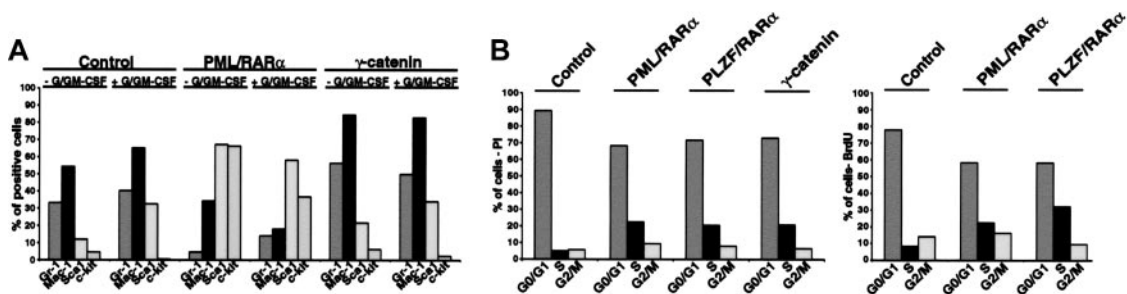 A
Control PML/RARα γ-catenin
- G/GM-CSF + G/GM-CSF - G/GM-CSF + G/GM-CSF - G/GM-CSF + G/GM-CSF
% of positive cells
100
90
80
70
60
50
40
30
20
10
0
Gr-1 Mac-1 Sca1 c-kit Gr-1 Mac-1 Sca1 c-kit Gr-1 Mac-1 Sca1 c-kit Gr-1 Mac-1 Sca1 c-kit Gr-1 Mac-1 Sca1 c-kit Gr-1 Mac-1 Sca1 c-kit
B
Control PML/RARα PLZF/RARα γ-catenin
% of cells - PI
100
90
80
70
60
50
40
30
20
10
0
G0/G1 S G2/M G0/G1 S G2/M G0/G1 S G2/M G0/G1 S G2/M
Control PML/RARα PLZF/RARα
% of cells- BrdU
100
90
80
70
60
50
40
30
20
10
0
G0/G1 S G2/M G0/G1 S G2/M G0/G1 S G2/M